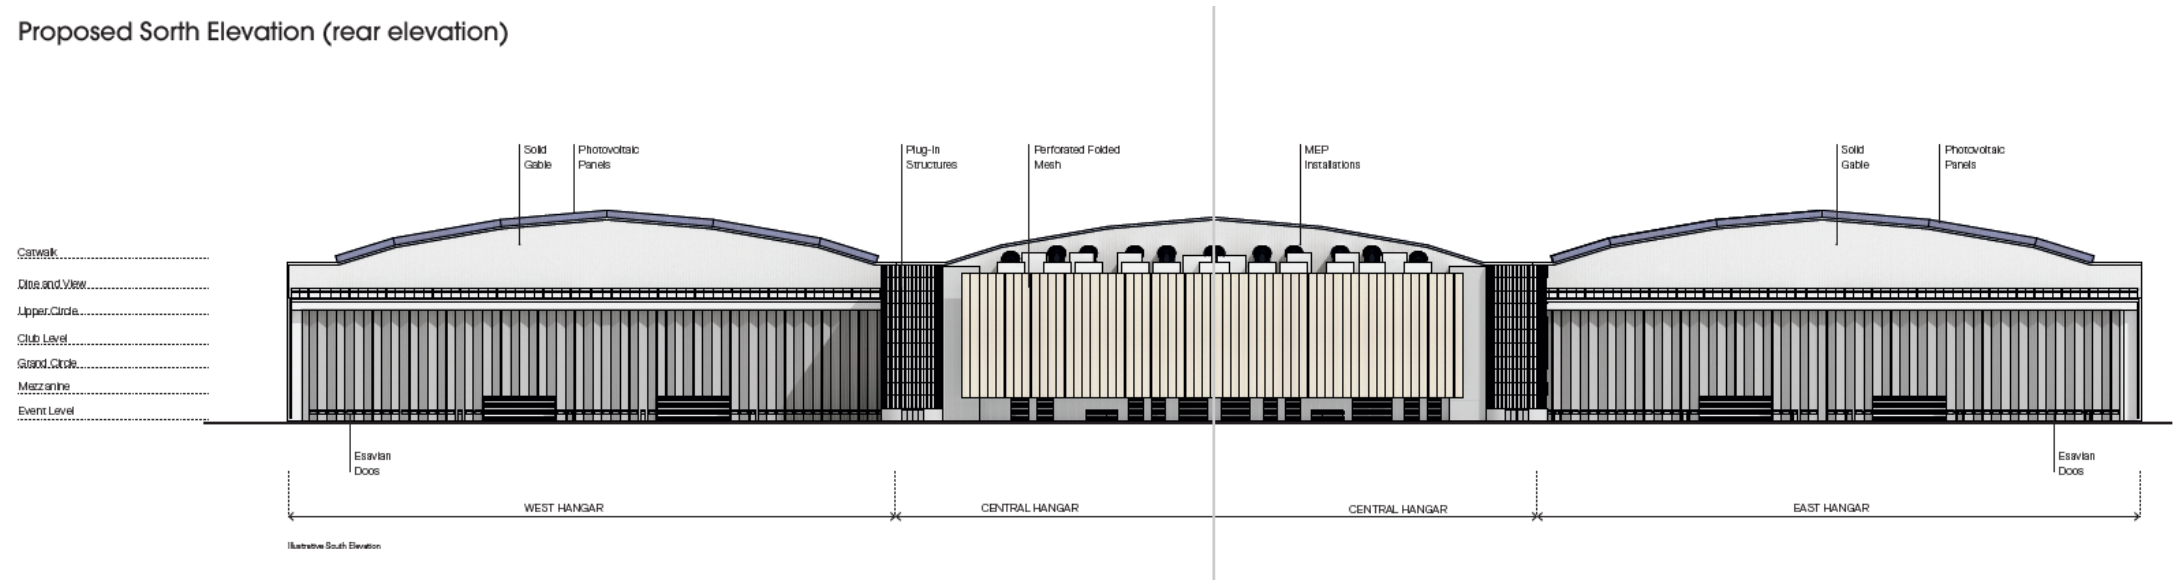 Proposed Sorth Elevation (rear elevation)
Solid
Gable
Photovoltaic
Panels
Plug-In
Structures
Perforated Folded
Mesh
MEP
Installations
Solid
Gable
Photovoltaic
Panels
Catwalk
Dine and View
Upper Circle
Club Level
Grand Circle
Mezzanine
Event Level
Esavian
Doos
Esavian
Doos
WEST HANGAR
CENTRAL HANGAR
CENTRAL HANGAR
EAST HANGAR
Illustrative South Elevation